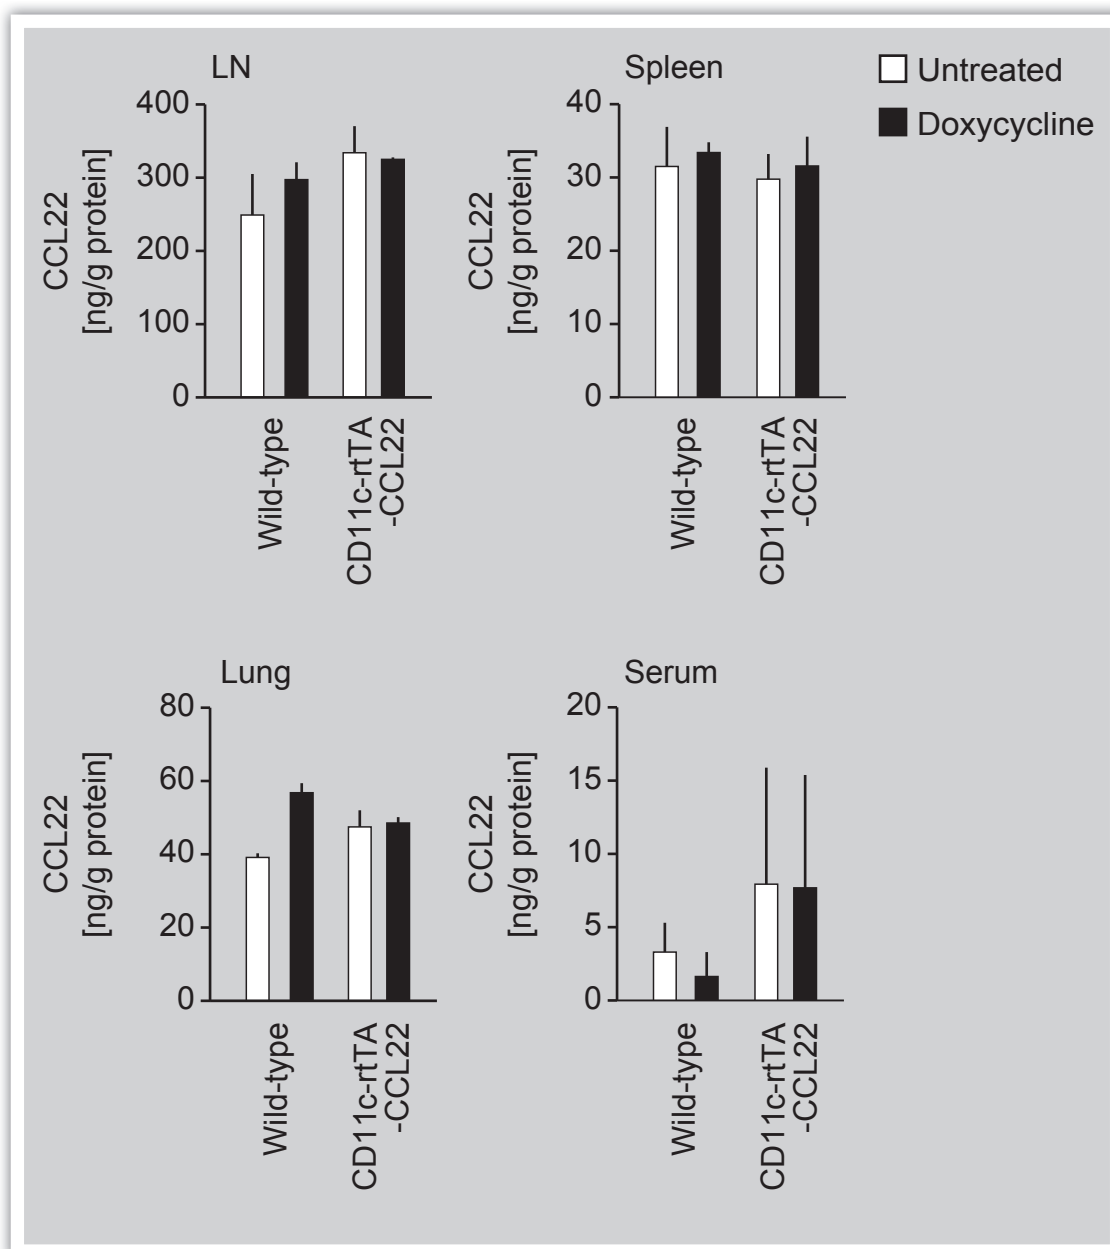 LN
CCL22
[ng/g protein]
400
300
200
100
0
Wild-type
CD11c-rtTA
-CCL22
Spleen
CCL22
[ng/g protein]
40
30
20
10
0
Wild-type
CD11c-rtTA
-CCL22
Untreated
Doxycycline
Lung
CCL22
[ng/g protein]
80
60
40
20
0
Wild-type
CD11c-rtTA
-CCL22
Serum
CCL22
[ng/g protein]
20
15
10
5
0
Wild-type
CD11c-rtTA
-CCL22